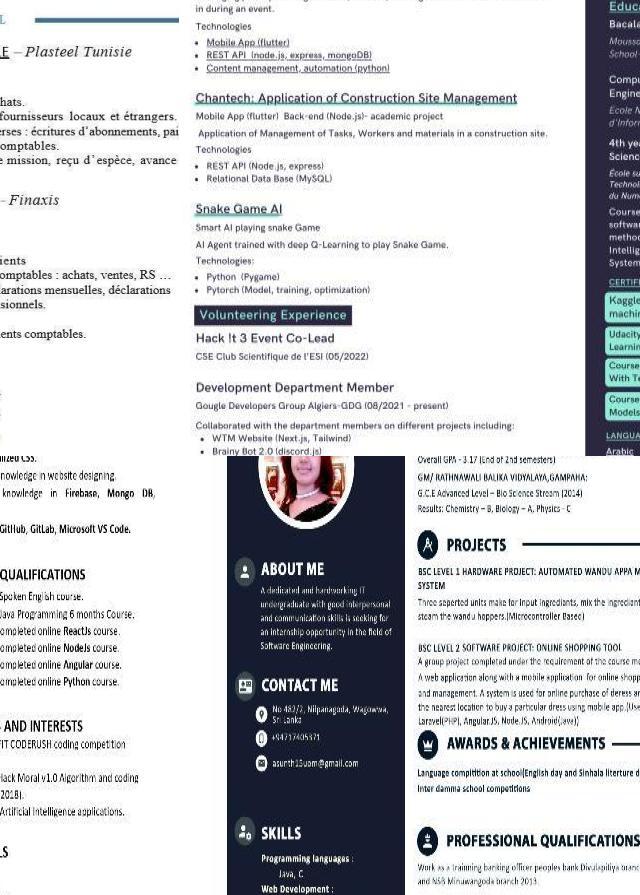 L
E – Plasteel Tunisie
hats.
fournisseurs locaux et étrangers.
erses : écritures d'abonnements, pai
omptables.
e mission, reçu d'espèce, avance
- Finaxis
ients
omptables : achats, ventes, RS ...
larations mensuelles, déclarations
sionnels.
ents comptables.
in during an event.
Technologies
• Mobile App (flutter)
• REST API (node.js, express, mongoDB)
• Content management, automation (python)
Chantech: Application of Construction Site Management
Mobile App (flutter) Back-end (Node.js)- academic project
Application of Management of Tasks, Workers and materials in a construction site.
Technologies
• REST API (Node.js, express)
• Relational Data Base (MySQL)
Snake Game AI
Smart AI playing snake Game
AI Agent trained with deep Q-Learning to play Snake Game.
Technologies:
• Python (Pygame)
• Pytorch (Model, training, optimization)
Volunteering Experience
Hack !t 3 Event Co-Lead
CSE Club Scientifique de l'ESI (05/2022)
Development Department Member
Gougle Developers Group Algiers-GDG (08/2021 - present)
Collaborated with the department members on different projects including:
• WTM Website (Next.js, Tailwind)
• Brainy Bot 2.0 (discord.js)
Educa
Bacala
Mousso
School
Compu
Engine
École N
d'Infor
4th yea
Scienc
École su
Technol
du Numé
Course
softwar
metho
Intellig
System
CERTIFI
Kaggle
machin
Udacity
Learnin
Course
With Te
Course
Models
LANGUA
Arabic
mized CSS.
nowledge in website designing.
knowledge in Firebase, Mongo DB,
GitHub, GitLab, Microsoft VS Code.
QUALIFICATIONS
Spoken English course.
Java Programming 6 months Course.
ompleted online ReactJs course.
ompleted online NodeJs course.
ompleted online Angular course.
ompleted online Python course.
S AND INTERESTS
FIT CODERUSH coding competition
Hack Moral v1.0 Algorithm and coding
2018).
Artificial Intelligence applications.
LS
ABOUT ME
A dedicated and hardworking IT
undergraduate with good interpersonal
and communication skills is seeking for
an internship opportunity in the field of
Software Engineering.
CONTACT ME
No 482/2, Nilpanagoda, Wagowwa,
Sri Lanka
+94717405371
asunth15uom@gmail.com
SKILLS
Programming languages :
Java, C
Web Development :
Overall GPA - 3.17 (End of 2nd semesters)
GM/ RATHNAWALI BALIKA VIDYALAYA,GAMPAHA:
G.C.E Advanced Level – Bio Science Stream (2014)
Results: Chemistry – B, Biology – A, Physics - C
PROJECTS
BSC LEVEL 1 HARDWARE PROJECT: AUTOMATED WANDU APPA M
SYSTEM
Three seperted units make for input ingredients, mix the ingredient
steam the wandu hoppers.(Microcontroller Based)
BSC LEVEL 2 SOFTWARE PROJECT: ONLINE SHOPPING TOOL
A group project completed under the requirement of the course mo
A web application along with a mobile application for online shopp
and management. A system is used for online purchase of deress an
the nearest location to buy a particular dress using mobile app.(Use
Laravel(PHP), Angular.JS, Node.JS, Android(Java))
AWARDS & ACHIEVEMENTS
Language compitition at school(English day and Sinhala literture d
Inter damma school competitions
PROFESSIONAL QUALIFICATIONS
Work as a trainning banking officer peoples bank Divulapitiya branc
and NSB Minuwangoda branch 2013.